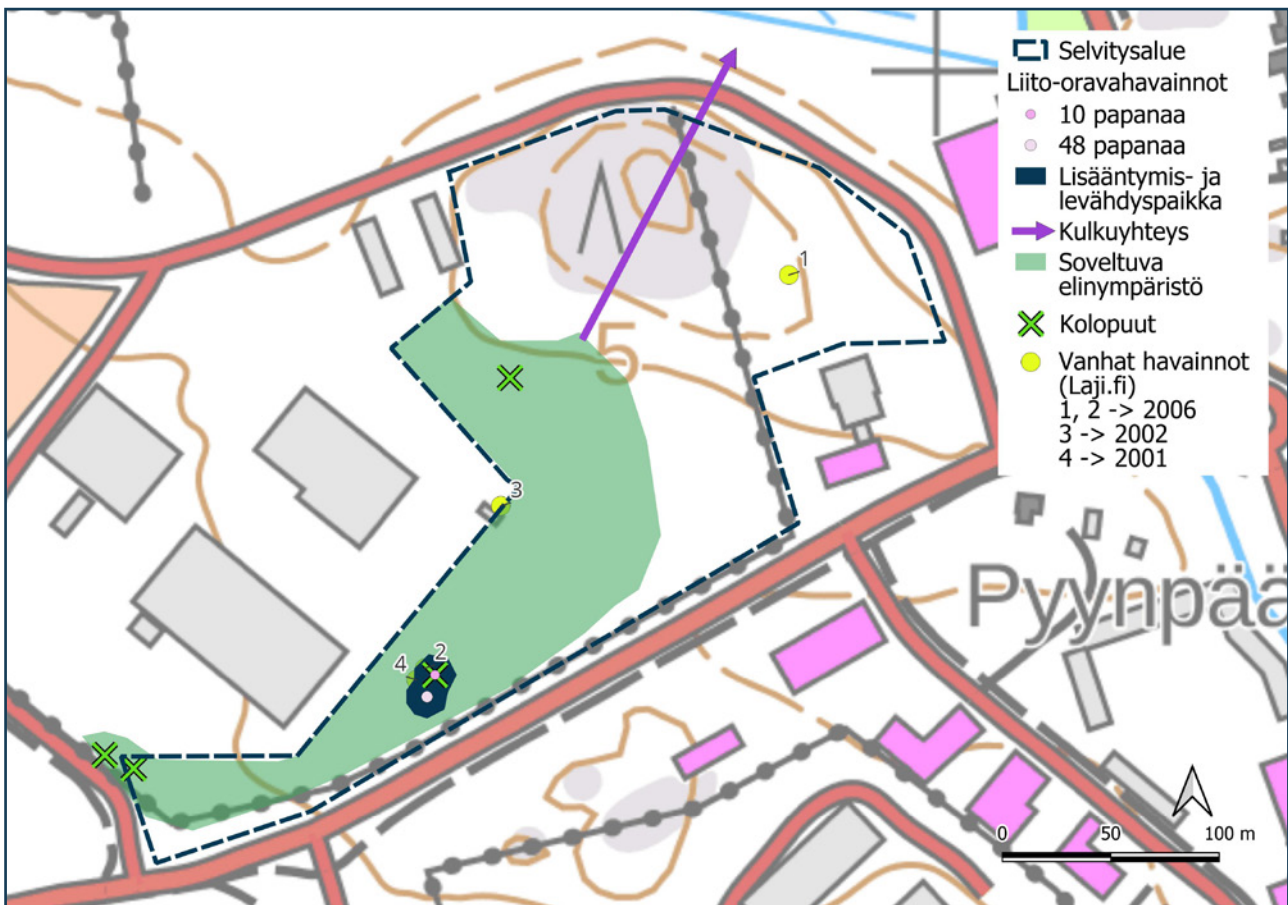 Selvitysalue
Liito-oravahavainnot
10 papanaa
48 papanaa
Lisääntymis- ja
levähdyspaikka
Kulkuyhteys
Soveltuva
elinympäristö
Kolopuut
Vanhat havainnot
(Laji.fi)
1, 2 -> 2006
3 -> 2002
4 -> 2001
1
5
3
2
4
Pyynpää
0 50 100 m